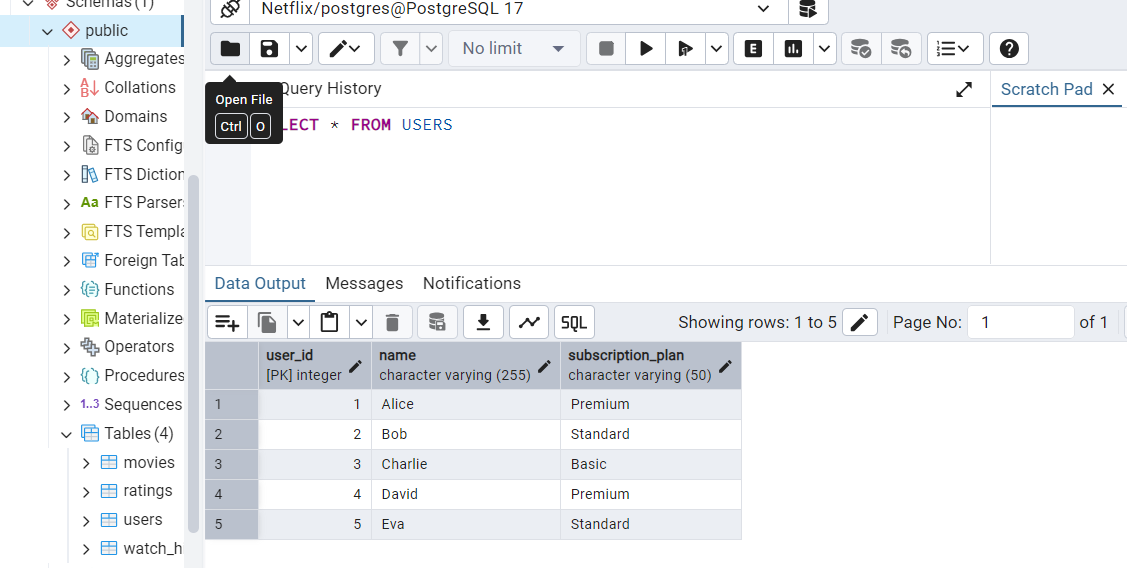 Schemas (1)
public
Aggregates
Collations
Domains
FTS Config
FTS Diction
FTS Parser
FTS Templa
Foreign Tab
Functions
Materialize
Operators
Procedures
1..3 Sequences
Tables (4)
movies
ratings
users
watch_h
Netflix/postgres@PostgreSQL 17
No limit
E
Open File
Ctrl O
Query History
Scratch Pad
LECT * FROM USERS
Data Output Messages Notifications
SQL
Showing rows: 1 to 5
Page No: 1 of 1
user_id name subscription_plan
[PK] integer character varying (255) character varying (50)
1 1 Alice Premium
2 2 Bob Standard
3 3 Charlie Basic
4 4 David Premium
5 5 Eva Standard